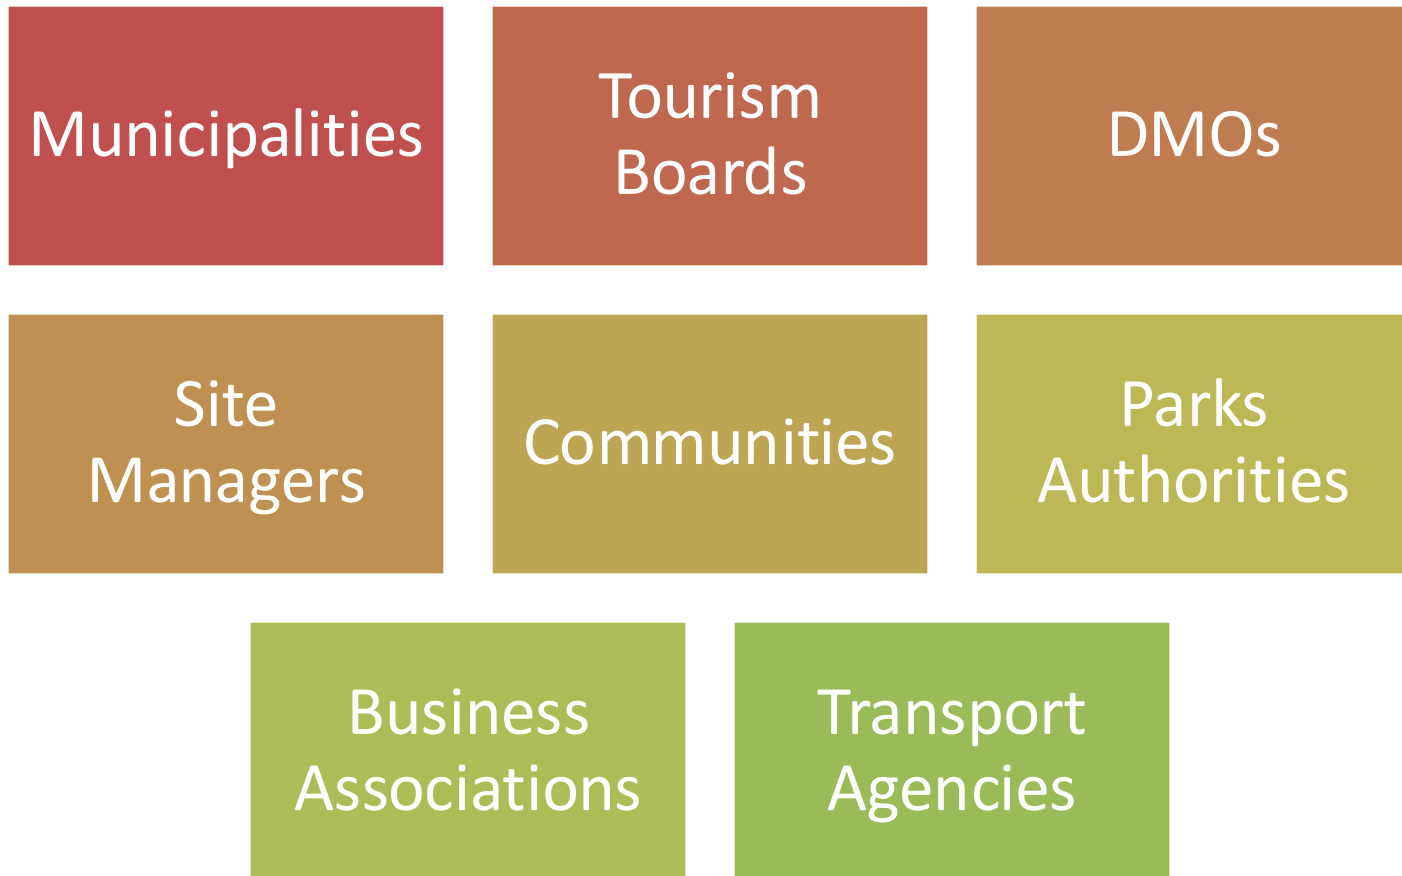 Municipalities
Tourism
Boards
DMOs
Site
Managers
Communities
Parks
Authorities
Business
Associations
Transport
Agencies